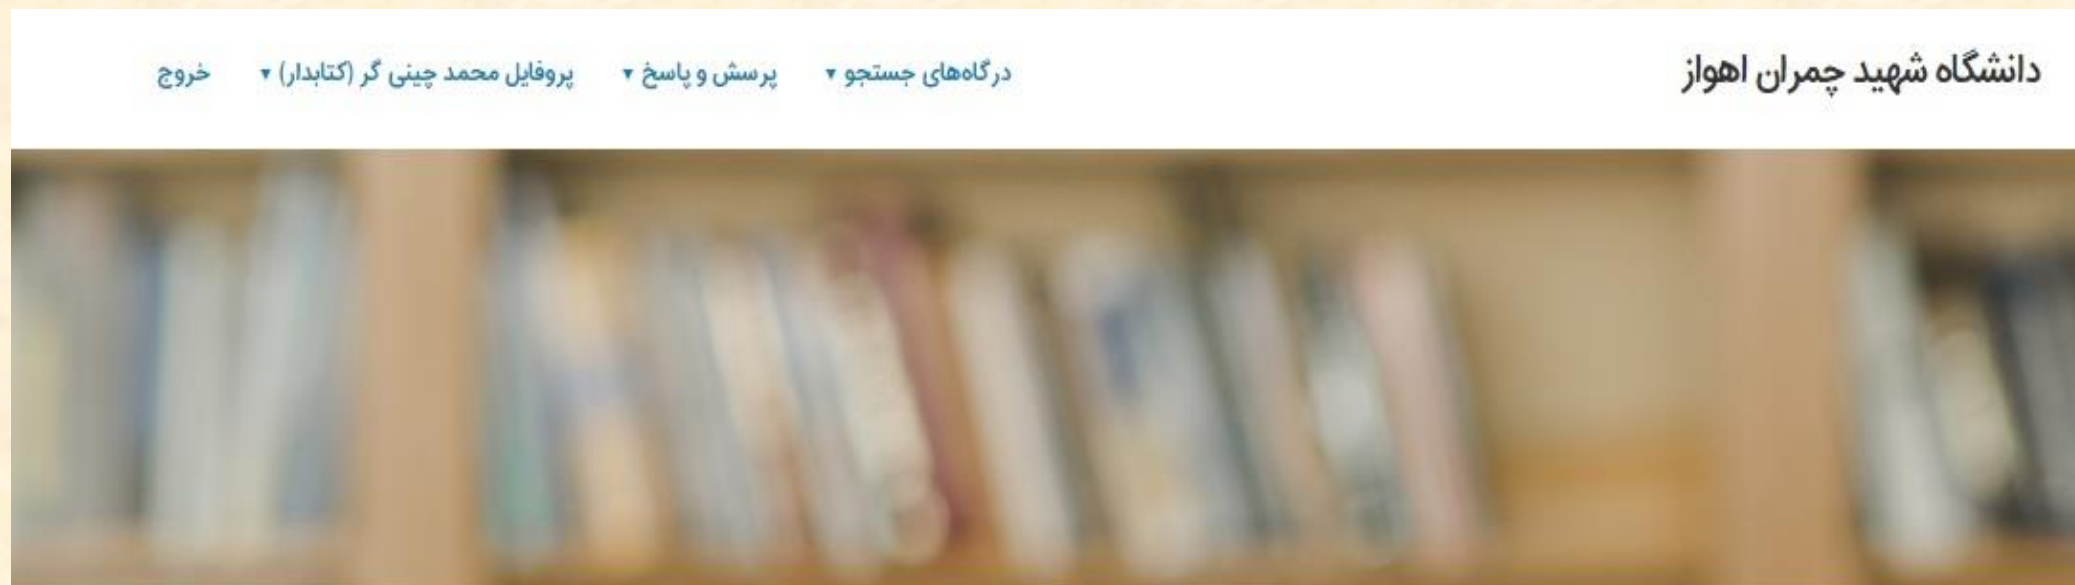 دانشگاه شهید چمران اهواز
درگاه‌های جستجو ▾ پرسش و پاسخ ▾ پروفایل محمد چینی گر (کتابدار) ▾ خروج